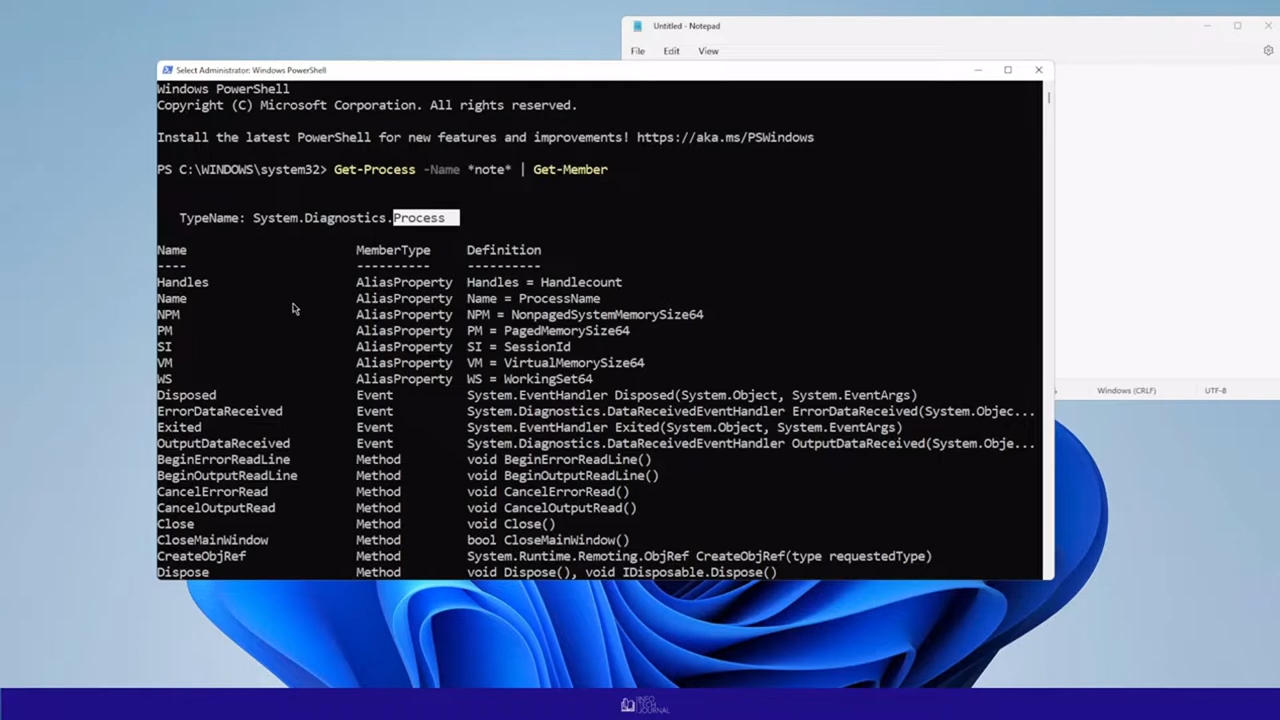 Untitled - Notepad
File Edit View
Select Administrator: Windows PowerShell
Windows PowerShell
Copyright (C) Microsoft Corporation. All rights reserved.
Install the latest PowerShell for new features and improvements! https://aka.ms/PSWindows
PS C:\WINDOWS\system32> Get-Process -Name *note* | Get-Member
TypeName: System.Diagnostics.Process
Name MemberType Definition
---- ---------- ----------
Handles AliasProperty Handles = Handlecount
Name AliasProperty Name = ProcessName
NPM AliasProperty NPM = NonpagedSystemMemorySize64
PM AliasProperty PM = PagedMemorySize64
SI AliasProperty SI = SessionId
VM AliasProperty VM = VirtualMemorySize64
WS AliasProperty WS = WorkingSet64
Disposed Event System.EventHandler Disposed(System.Object, System.EventArgs)
ErrorDataReceived Event System.Diagnostics.DataReceivedEventHandler ErrorDataReceived(System.Objec...
Exited Event System.EventHandler Exited(System.Object, System.EventArgs)
OutputDataReceived Event System.Diagnostics.DataReceivedEventHandler OutputDataReceived(System.Obje...
BeginErrorReadLine Method void BeginErrorReadLine()
BeginOutputReadLine Method void BeginOutputReadLine()
CancelErrorRead Method void CancelErrorRead()
CancelOutputRead Method void CancelOutputRead()
Close Method void Close()
CloseMainWindow Method bool CloseMainWindow()
CreateObjRef Method System.Runtime.Remoting.ObjRef CreateObjRef(type requestedType)
Dispose Method void Dispose(), void IDisposable.Dispose()
Windows (CRLF) UTF-8
INFO
TECH
JOURNAL